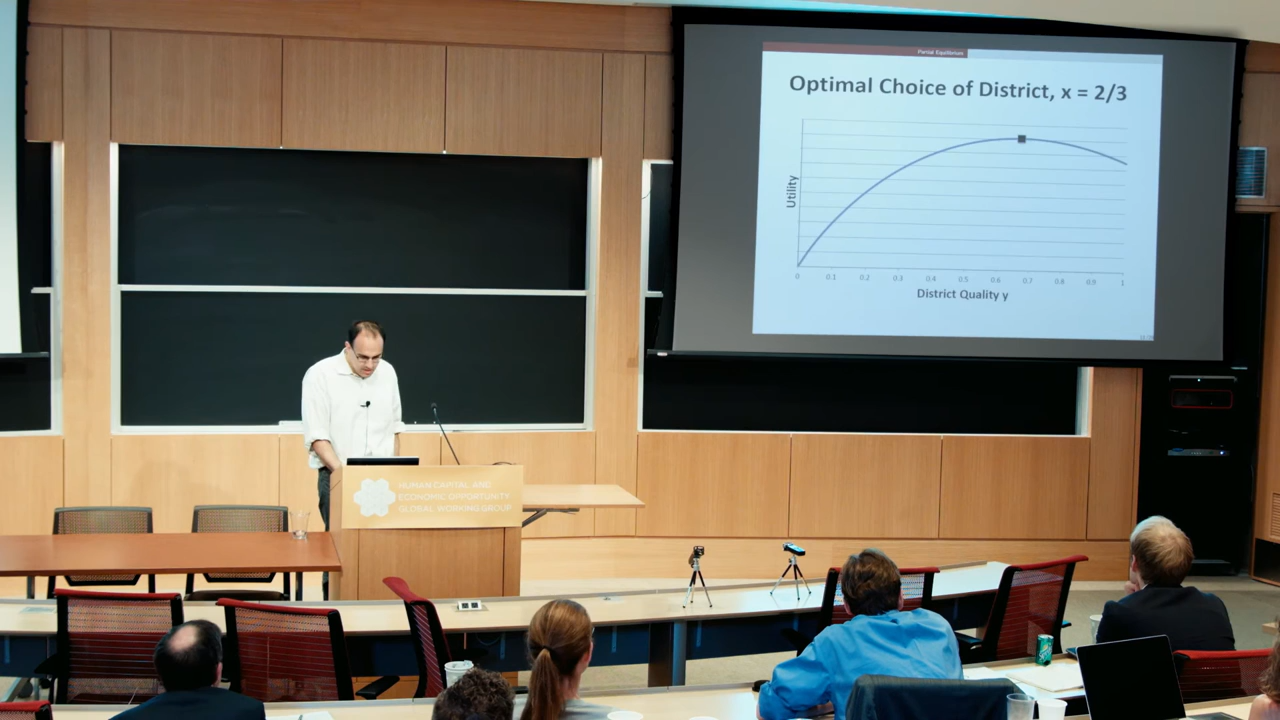 Partial Equilibrium
Optimal Choice of District, x = 2/3
Utility
0 0.1 0.2 0.3 0.4 0.5 0.6 0.7 0.8 0.9 1
District Quality y
HUMAN CAPITAL AND
ECONOMIC OPPORTUNITY
GLOBAL WORKING GROUP